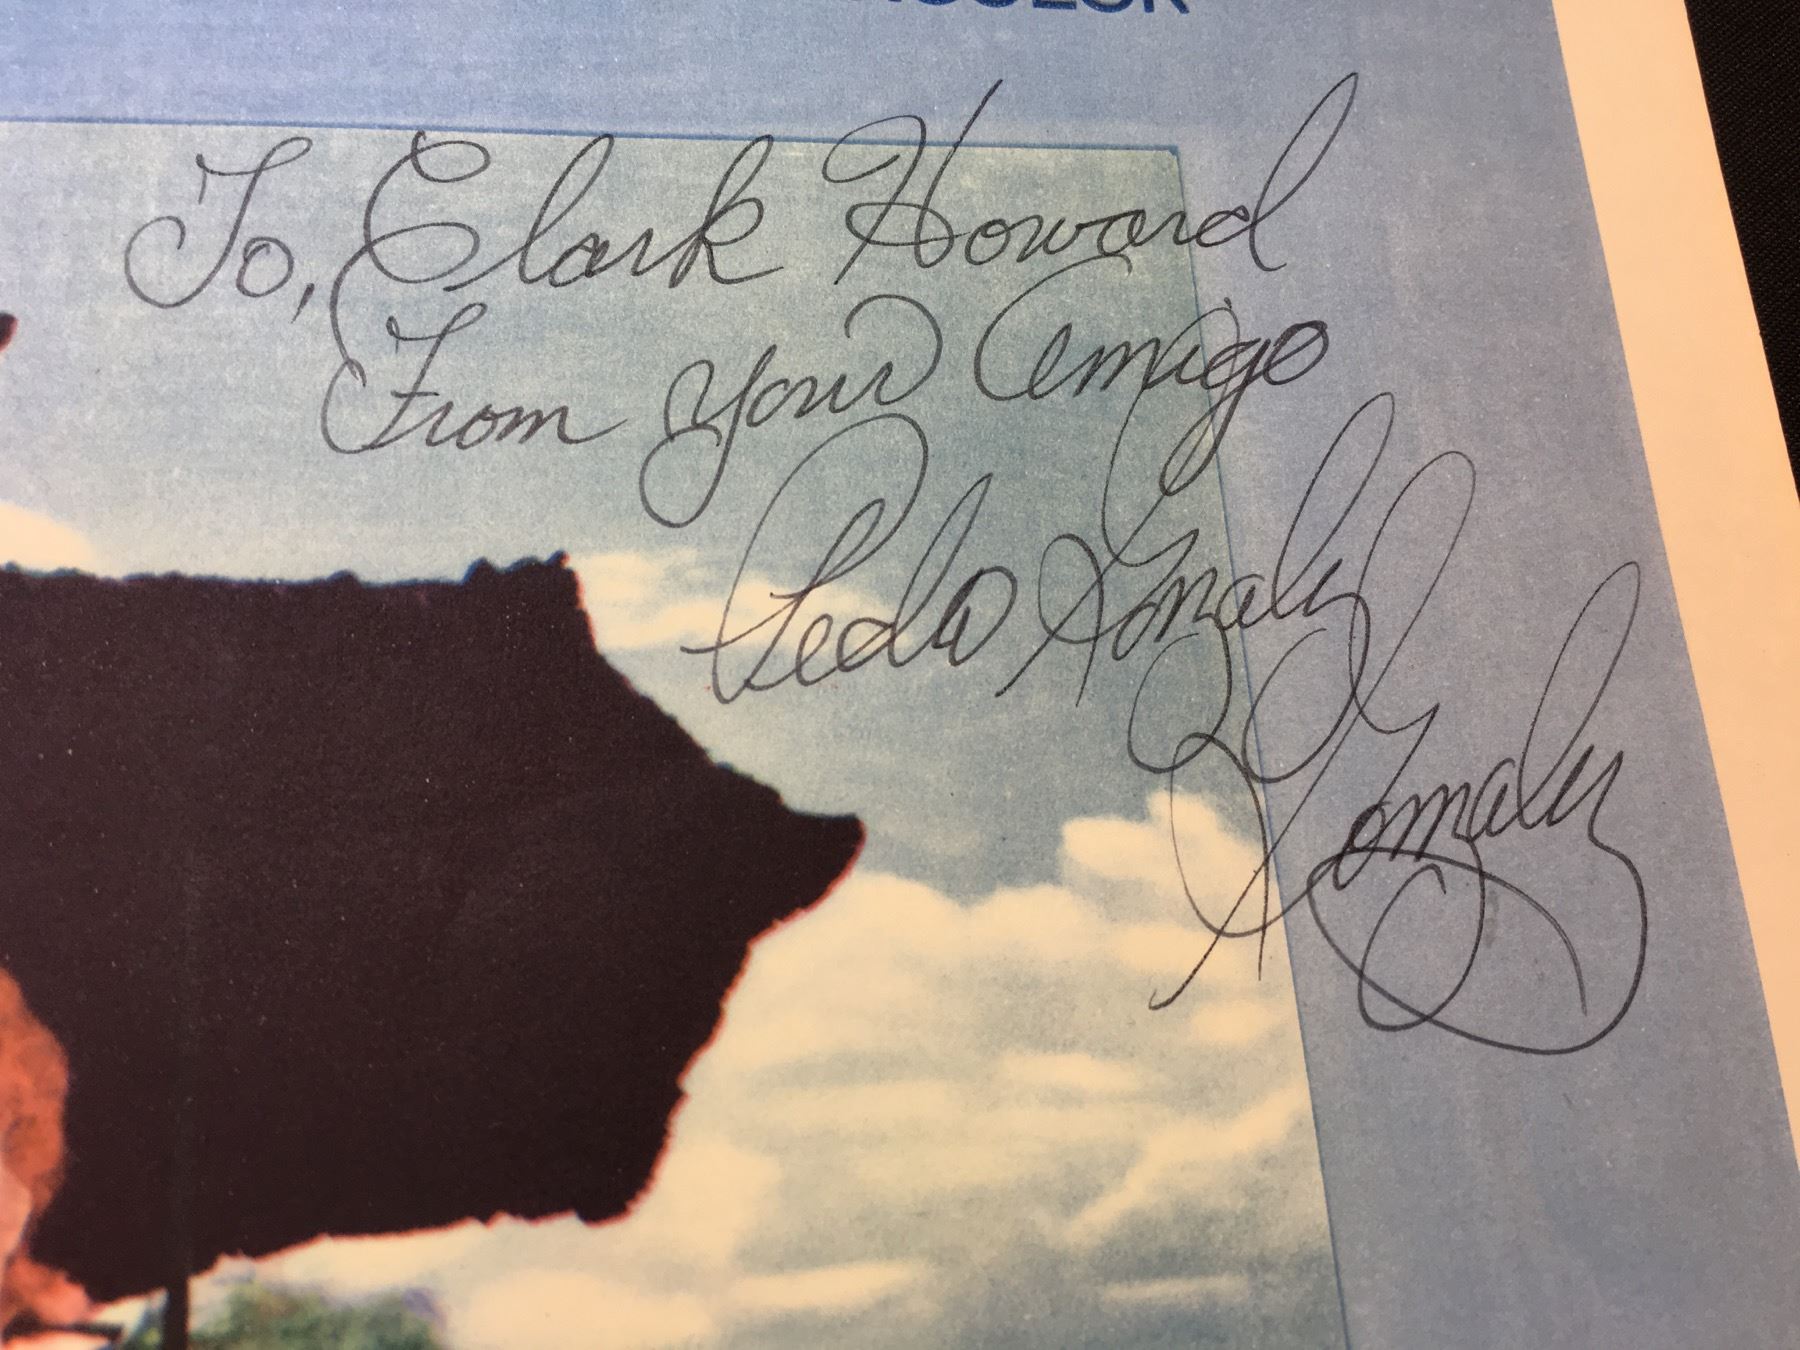 To, Clark Howard
From your Amigo
Pedro Gonzalez
Gonzalez